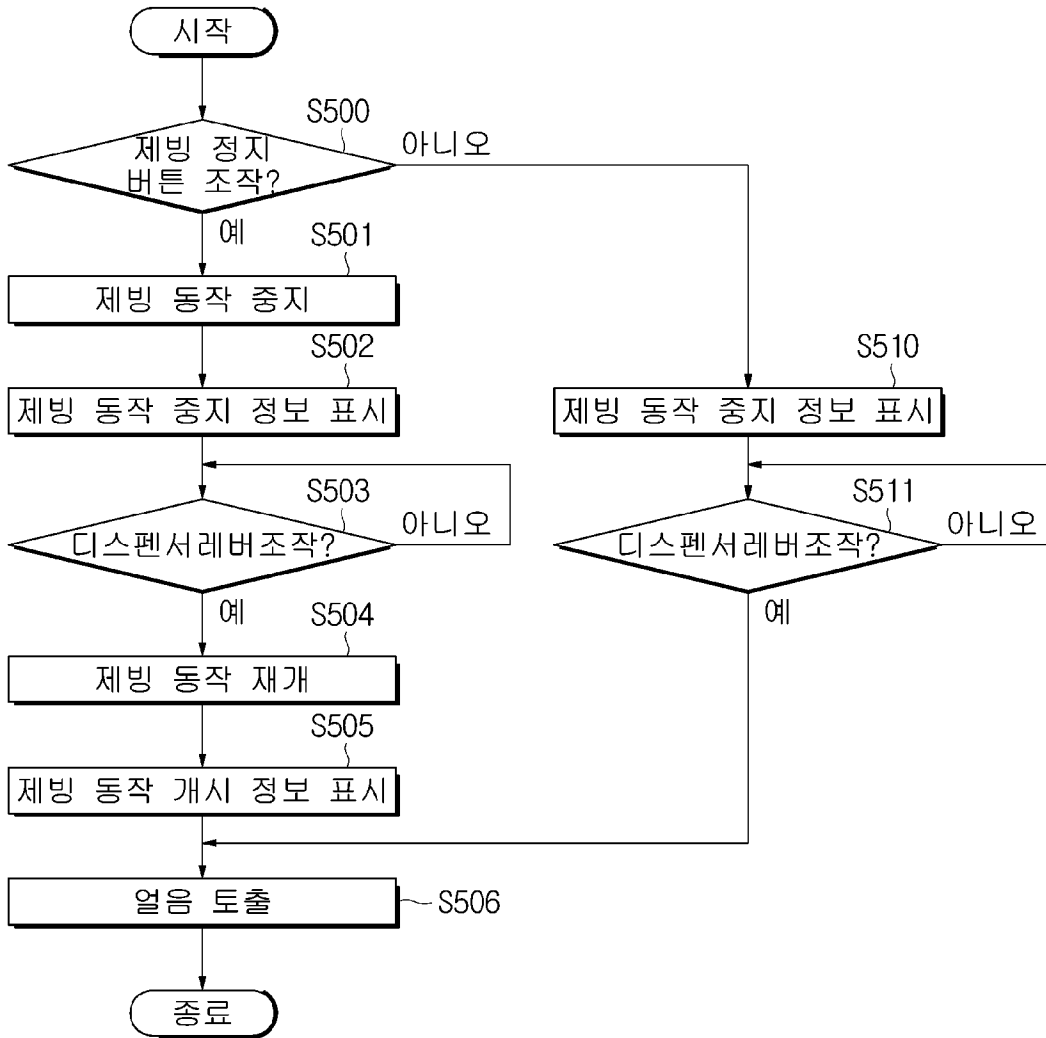 시작
S500
제빙 정지
버튼 조작?
아니오
예
S501
제빙 동작 중지
S502
제빙 동작 중지 정보 표시
S510
제빙 동작 중지 정보 표시
S503
디스펜서레버조작?
아니오
S511
디스펜서레버조작?
아니오
예
예
S504
제빙 동작 재개
S505
제빙 동작 개시 정보 표시
얼음 토출
S506
종료